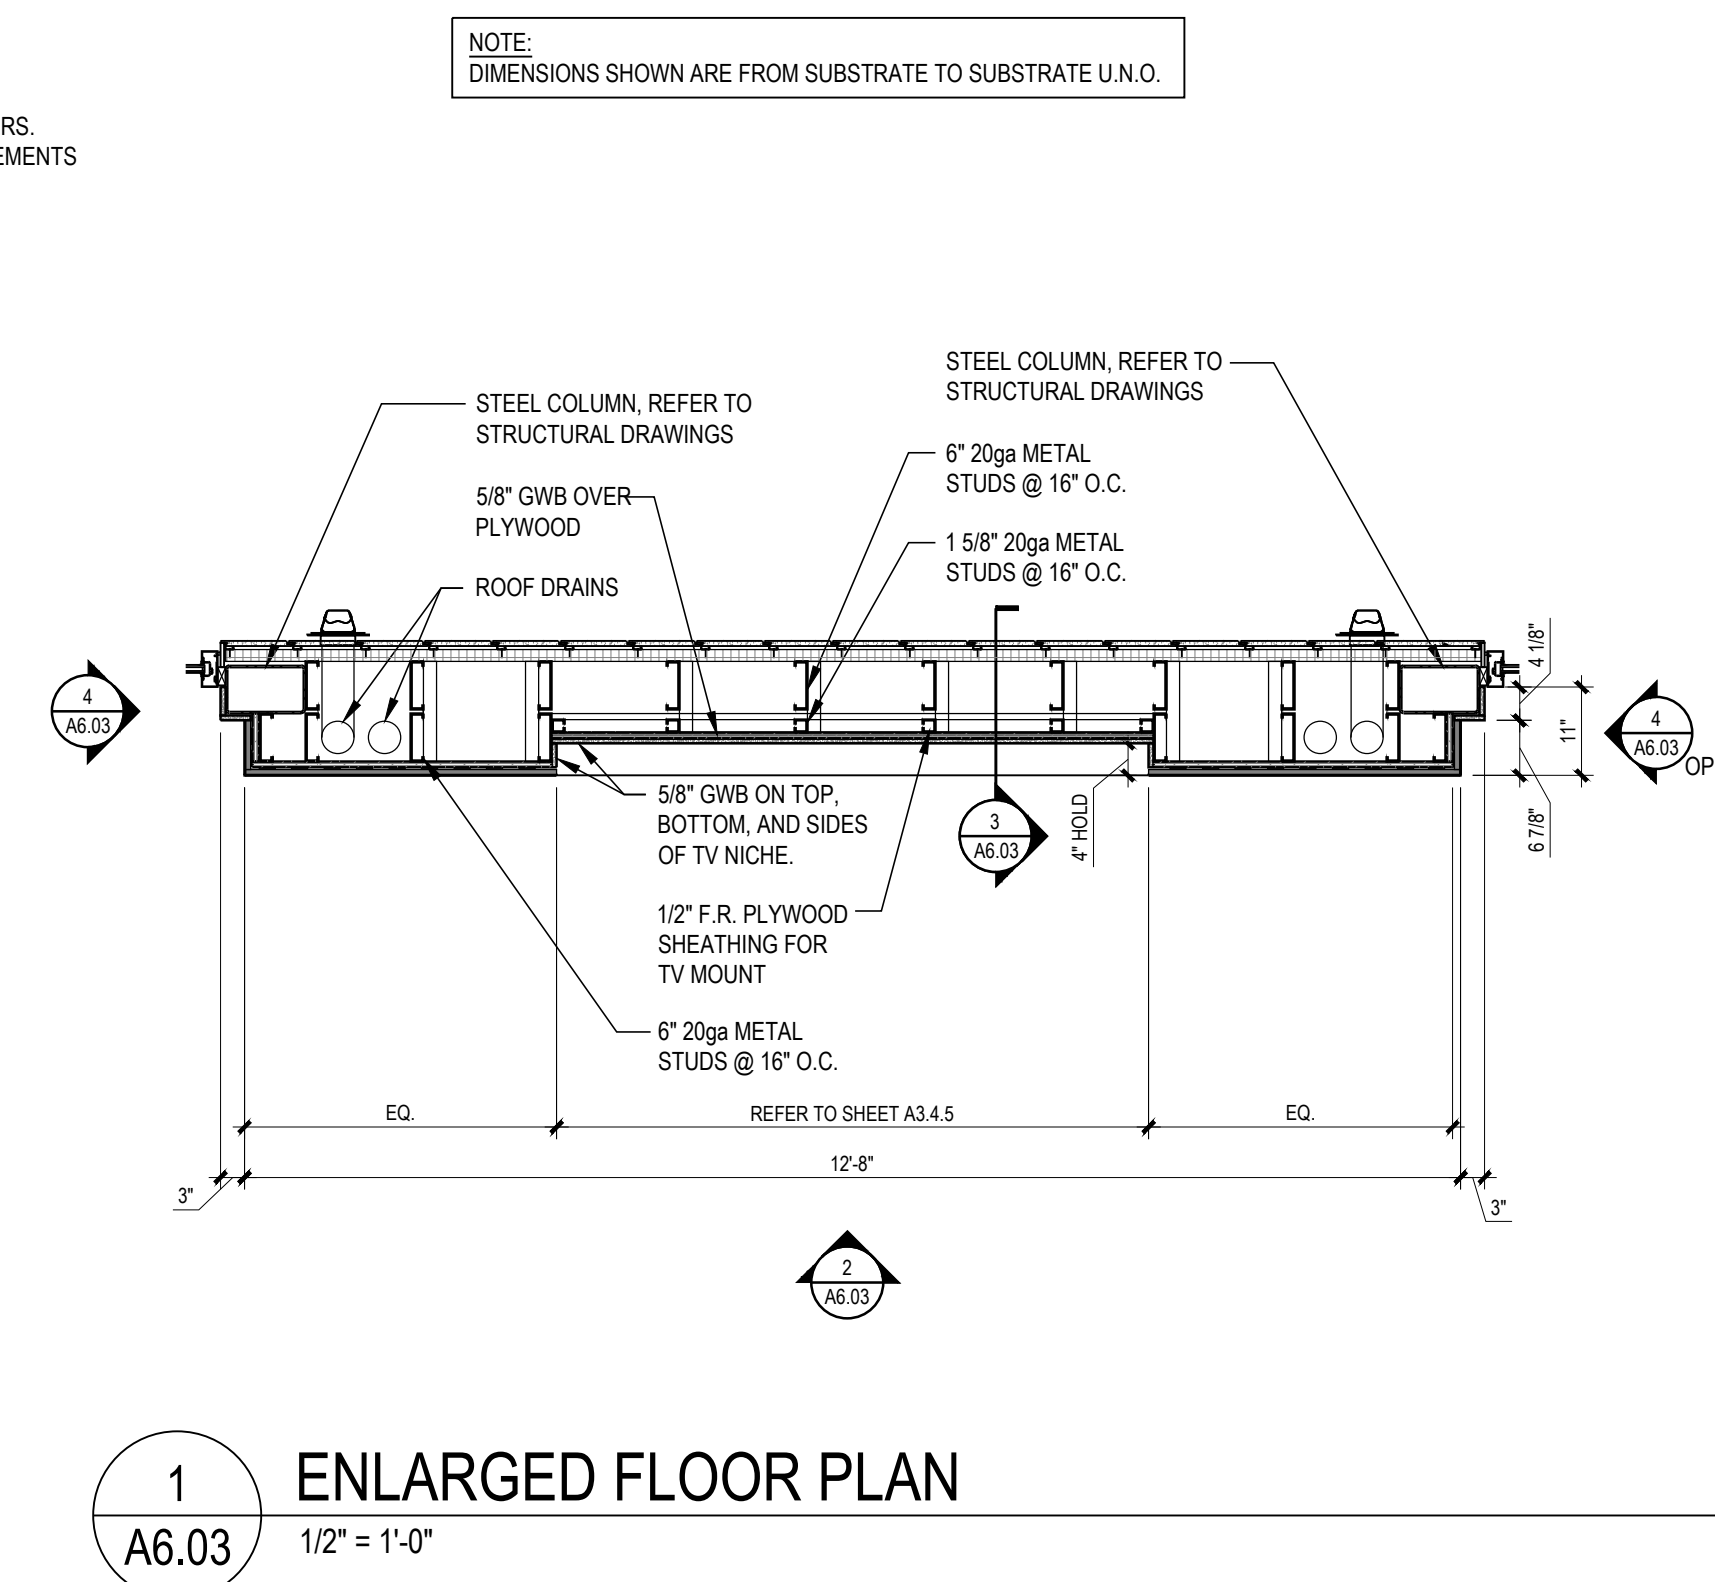 NOTE:
DIMENSIONS SHOWN ARE FROM SUBSTRATE TO SUBSTRATE U.N.O.
RS.
EMENTS
STEEL COLUMN, REFER TO
STRUCTURAL DRAWINGS
STEEL COLUMN, REFER TO
STRUCTURAL DRAWINGS
6" 20ga METAL
STUDS @ 16" O.C.
5/8" GWB OVER
PLYWOOD
1 5/8" 20ga METAL
STUDS @ 16" O.C.
ROOF DRAINS
4 1/8"
11"
6 7/8"
4
A6.03
4
A6.03
OP
5/8" GWB ON TOP,
BOTTOM, AND SIDES
OF TV NICHE.
3
A6.03
4" HOLD
1/2" F.R. PLYWOOD
SHEATHING FOR
TV MOUNT
6" 20ga METAL
STUDS @ 16" O.C.
EQ.
REFER TO SHEET A3.4.5
EQ.
12'-8"
3"
3"
2
A6.03
1
A6.03
ENLARGED FLOOR PLAN
1/2" = 1'-0"